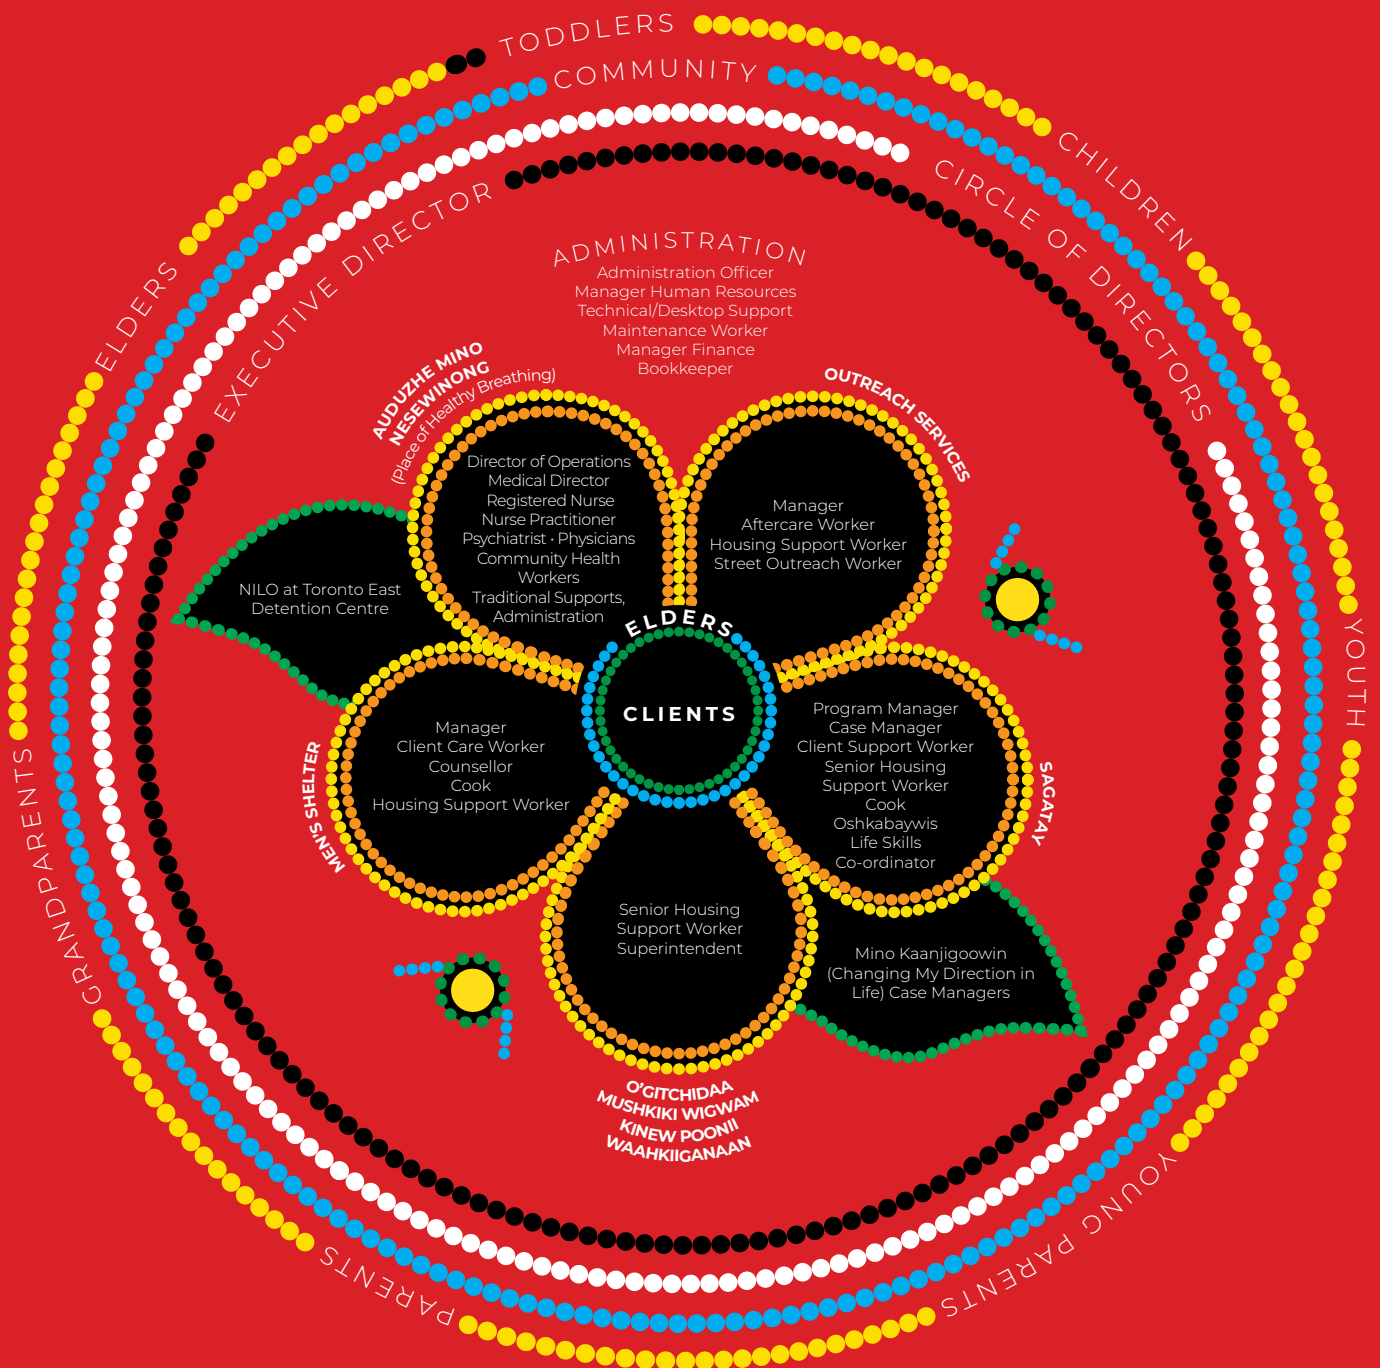 TODDLERS
COMMUNITY
CHILDREN
CIRCLE OF DIRECTORS
EXECUTIVE DIRECTOR
ELDERS
ADMINISTRATION
Administration Officer
Manager Human Resources
Technical/Desktop Support
Maintenance Worker
Manager Finance
Bookkeeper
AUDUZHE MINO
NESEWINONG
(Place of Healthy Breathing)
Director of Operations
Medical Director
Registered Nurse
Nurse Practitioner
Psychiatrist • Physicians
Community Health
Workers
Traditional Supports,
Administration
OUTREACH SERVICES
Manager
Aftercare Worker
Housing Support Worker
Street Outreach Worker
NILO at Toronto East
Detention Centre
ELDERS
CLIENTS
YOUTH
MEN'S SHELTER
Manager
Client Care Worker
Counsellor
Cook
Housing Support Worker
SAGATAY
Program Manager
Case Manager
Client Support Worker
Senior Housing
Support Worker
Cook
Oshkabaywis
Life Skills
Co-ordinator
Senior Housing
Support Worker
Superintendent
Mino Kaanjigoowin
(Changing My Direction in
Life) Case Managers
O'GITCHIDAA
MUSHKIKI WIGWAM
KINEW POONII
WAAHKIIGANAAN
GRANDPARENTS
PARENTS
YOUNG PARENTS